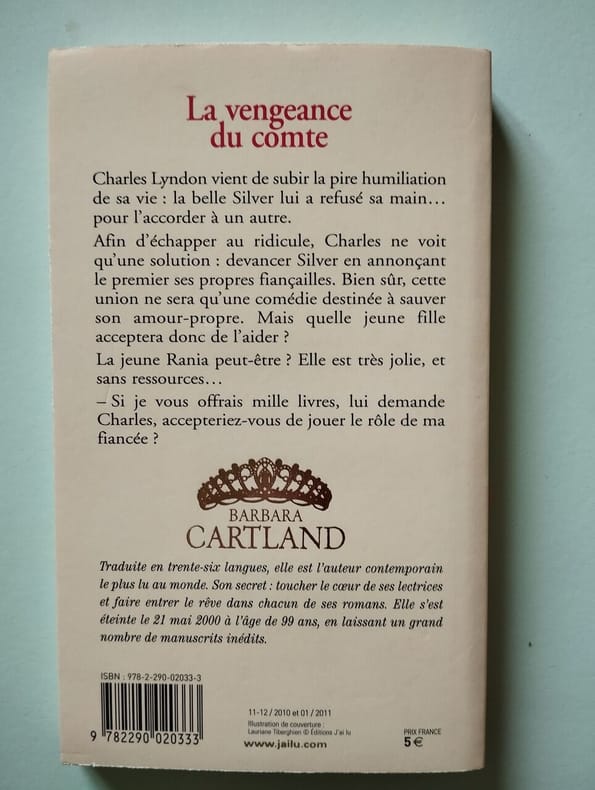 La vengeance
du comte
Charles Lyndon vient de subir la pire humiliation
de sa vie : la belle Silver lui a refusé sa main…
pour l'accorder à un autre.
Afin d'échapper au ridicule, Charles ne voit
qu'une solution : devancer Silver en annonçant
le premier ses propres fiançailles. Bien sûr, cette
union ne sera qu'une comédie destinée à sauver
son amour-propre. Mais quelle jeune fille
acceptera donc de l'aider ?
La jeune Rania peut-être ? Elle est très jolie, et
sans ressources…
– Si je vous offrais mille livres, lui demande
Charles, accepteriez-vous de jouer le rôle de ma
fiancée ?
BARBARA
CARTLAND
Traduite en trente-six langues, elle est l'auteur contemporain
le plus lu au monde. Son secret : toucher le cœur de ses lectrices
et faire entrer le rêve dans chacun de ses romans. Elle s'est
éteinte le 21 mai 2000 à l'âge de 99 ans, en laissant un grand
nombre de manuscrits inédits.
ISBN : 978-2-290-02033-3
9 782290 020333
11-12 / 2010 et 01 / 2011
Illustration de couverture :
Lauriane Tiberghien © Éditions J'ai lu
www.jailu.com
PRIX FRANCE
5 €